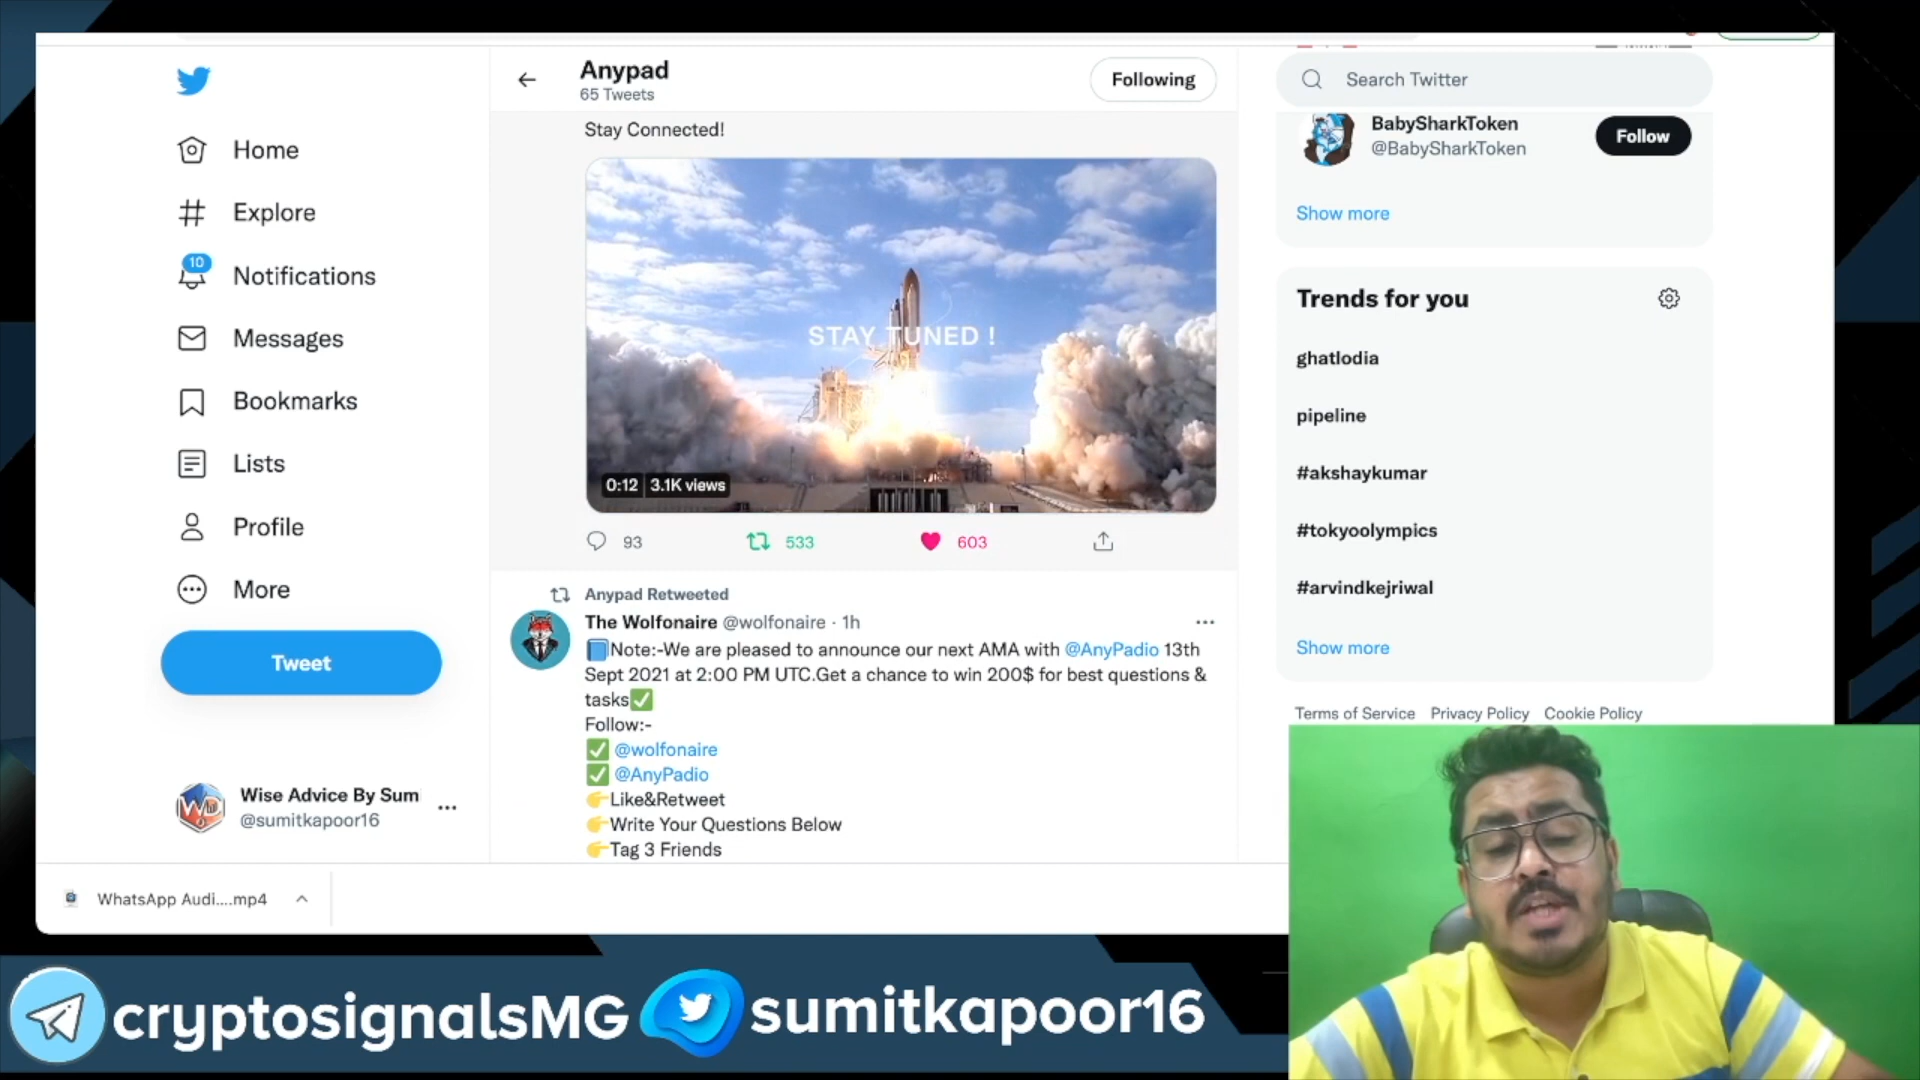 Home
Explore
10
Notifications
Messages
Bookmarks
Lists
Profile
More
Tweet
Wise Advice By Sum
@sumitkapoor16
Anypad
65 Tweets
Following
Stay Connected!
STAY TUNED !
0:12
3.1K views
93
533
603
Anypad Retweeted
The Wolfonaire @wolfonaire · 1h
Note:-We are pleased to announce our next AMA with @AnyPadio 13th
Sept 2021 at 2:00 PM UTC.Get a chance to win 200$ for best questions &
tasks✅
Follow:-
✅ @wolfonaire
✅ @AnyPadio
👉Like&Retweet
👉Write Your Questions Below
👉Tag 3 Friends
Search Twitter
BabySharkToken
@BabySharkToken
Follow
Show more
Trends for you
ghatlodia
pipeline
#akshaykumar
#tokyoolympics
#arvindkejriwal
Show more
Terms of Service Privacy Policy Cookie Policy
WhatsApp Audi....mp4
cryptosignalsMG
sumitkapoor16